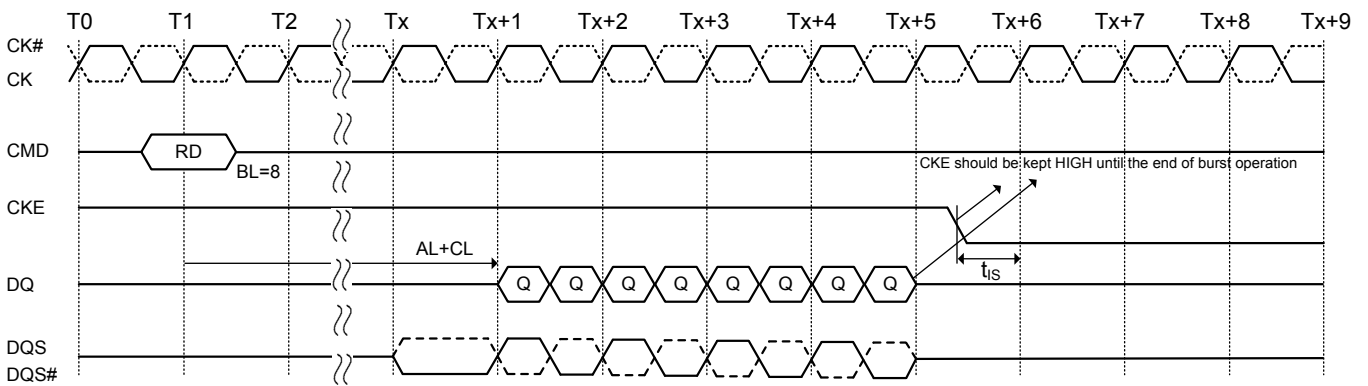 T0 T1 T2 Tx Tx+1 Tx+2 Tx+3 Tx+4 Tx+5 Tx+6 Tx+7 Tx+8 Tx+9
CK#
CK
CMD RD
BL=8
CKE should be kept HIGH until the end of burst operation
CKE
AL+CL
tIS
DQ Q Q Q Q Q Q Q Q
DQS
DQS#